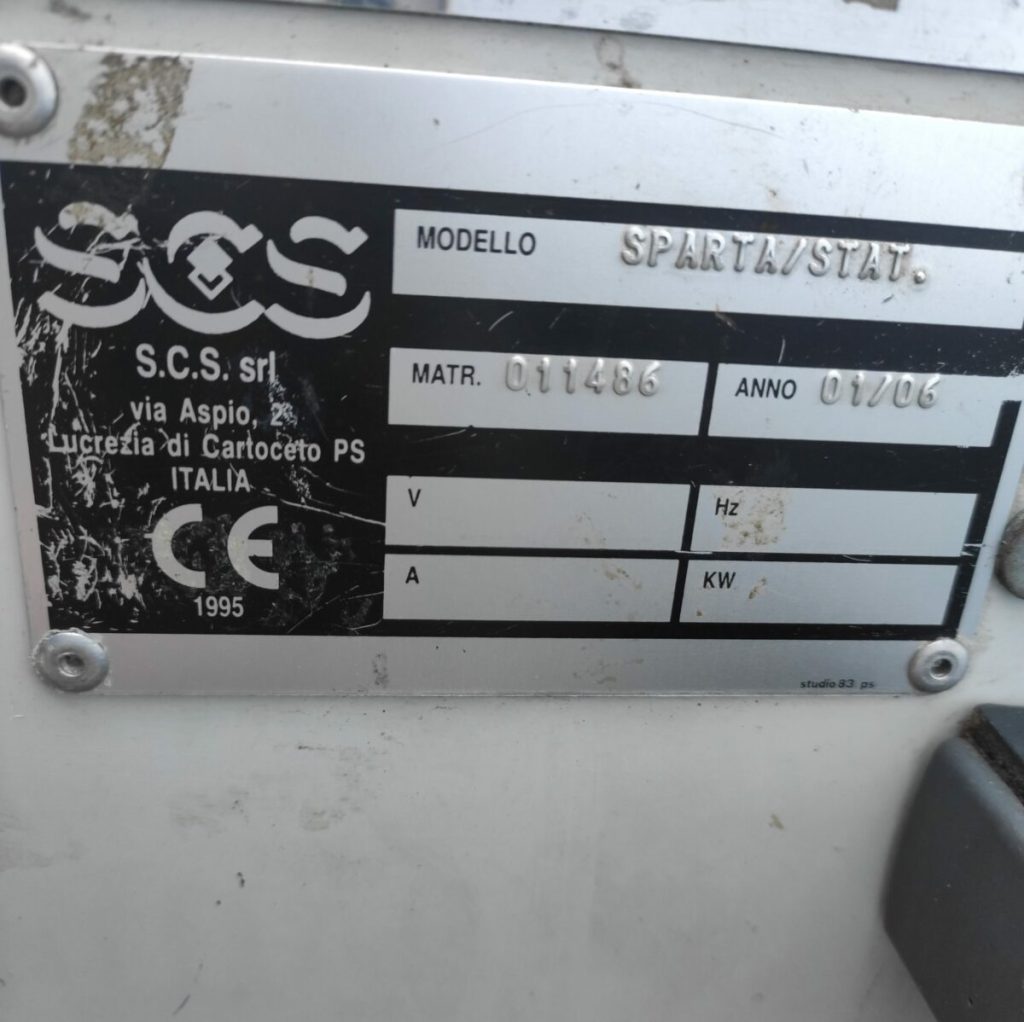 SCS
S.C.S. srl
via Aspio, 2
Lucrezia di Cartoceto PS
ITALIA
CE
1995
MODELLO SPARTA/STAT.
MATR. 011486
ANNO 01/06
V
Hz
A
KW
studio 83 ps